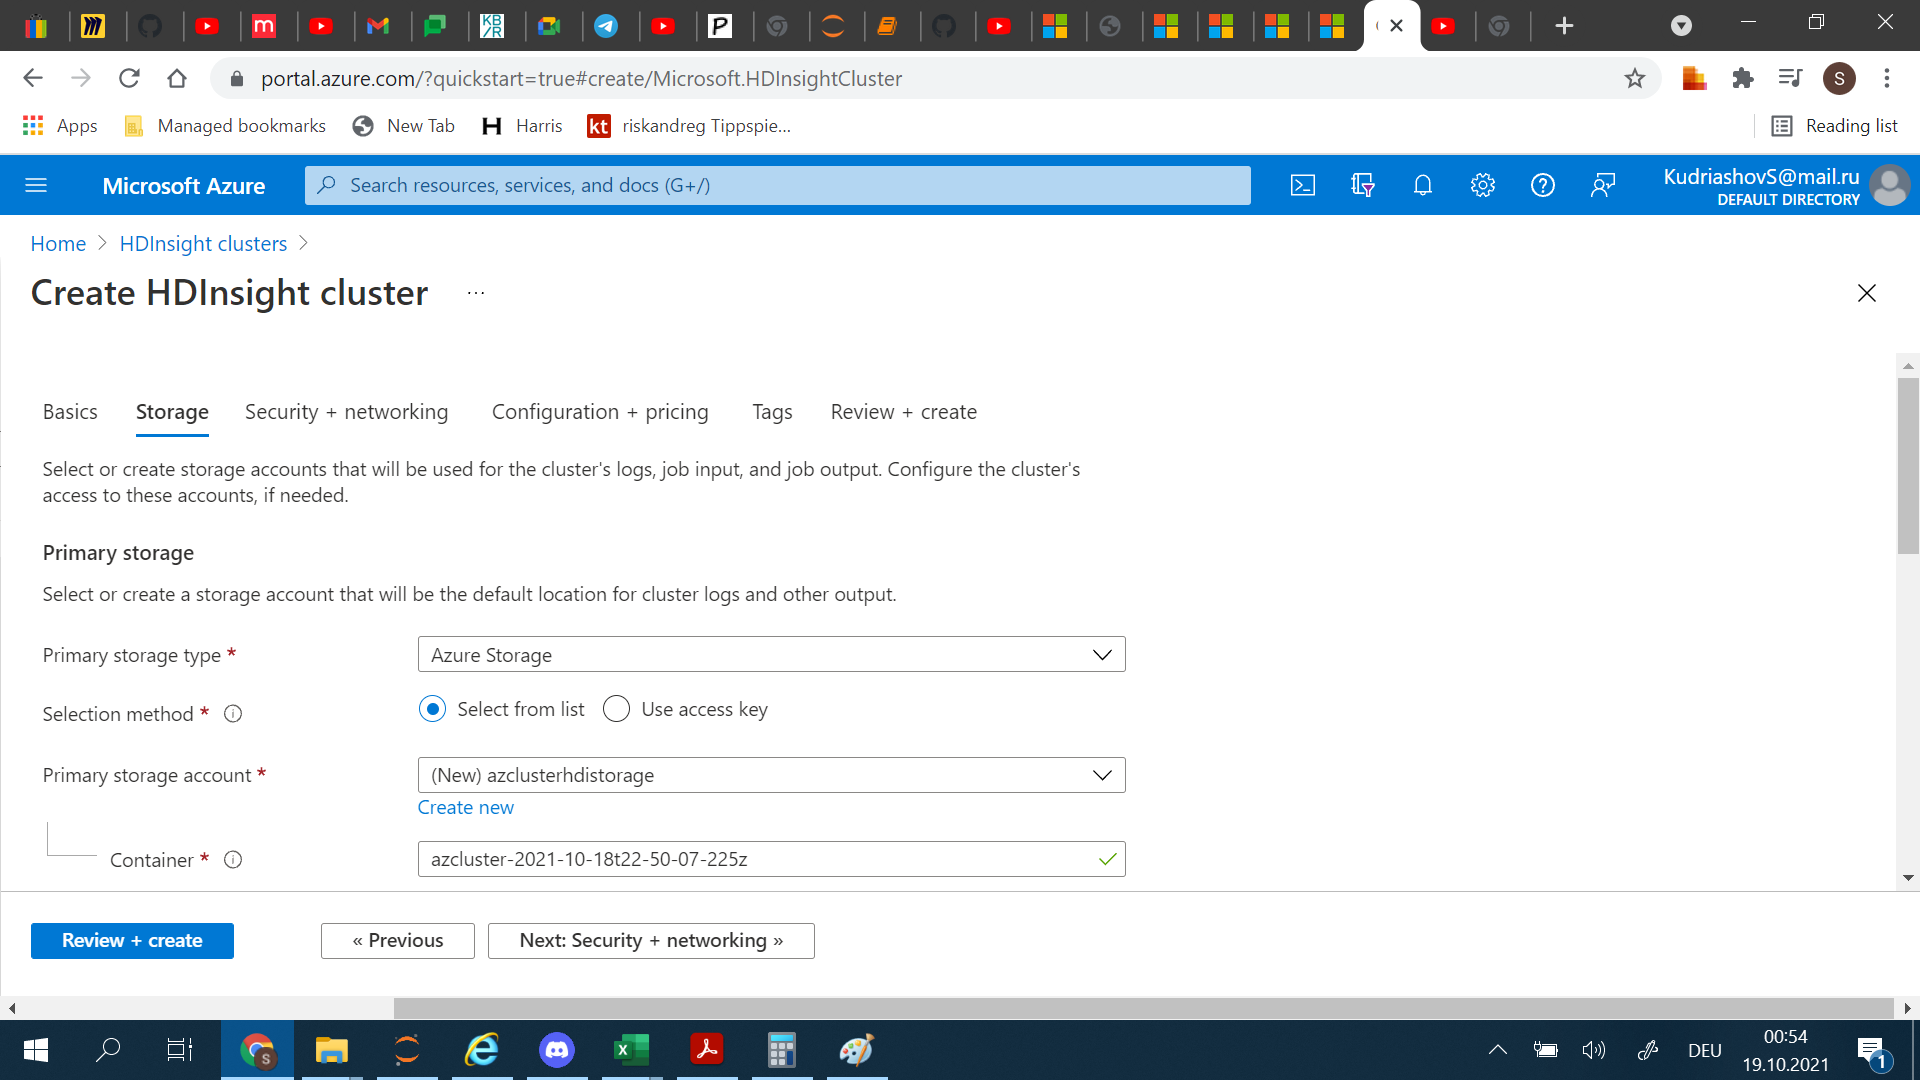 portal.azure.com/?quickstart=true#create/Microsoft.HDInsightCluster
S
Apps
Managed bookmarks
New Tab
H Harris
kt riskandreg Tippspie...
Reading list
Microsoft Azure
Search resources, services, and docs (G+/)
KudriashovS@mail.ru
DEFAULT DIRECTORY
Home > HDInsight clusters >
Create HDInsight cluster ...
Basics Storage Security + networking Configuration + pricing Tags Review + create
Select or create storage accounts that will be used for the cluster's logs, job input, and job output. Configure the cluster's
access to these accounts, if needed.
Primary storage
Select or create a storage account that will be the default location for cluster logs and other output.
Primary storage type *
Azure Storage
Selection method *
Select from list
Use access key
Primary storage account *
(New) azclusterhdistorage
Create new
Container *
azcluster-2021-10-18t22-50-07-225z
Review + create
« Previous
Next: Security + networking »
DEU
00:54
19.10.2021
1